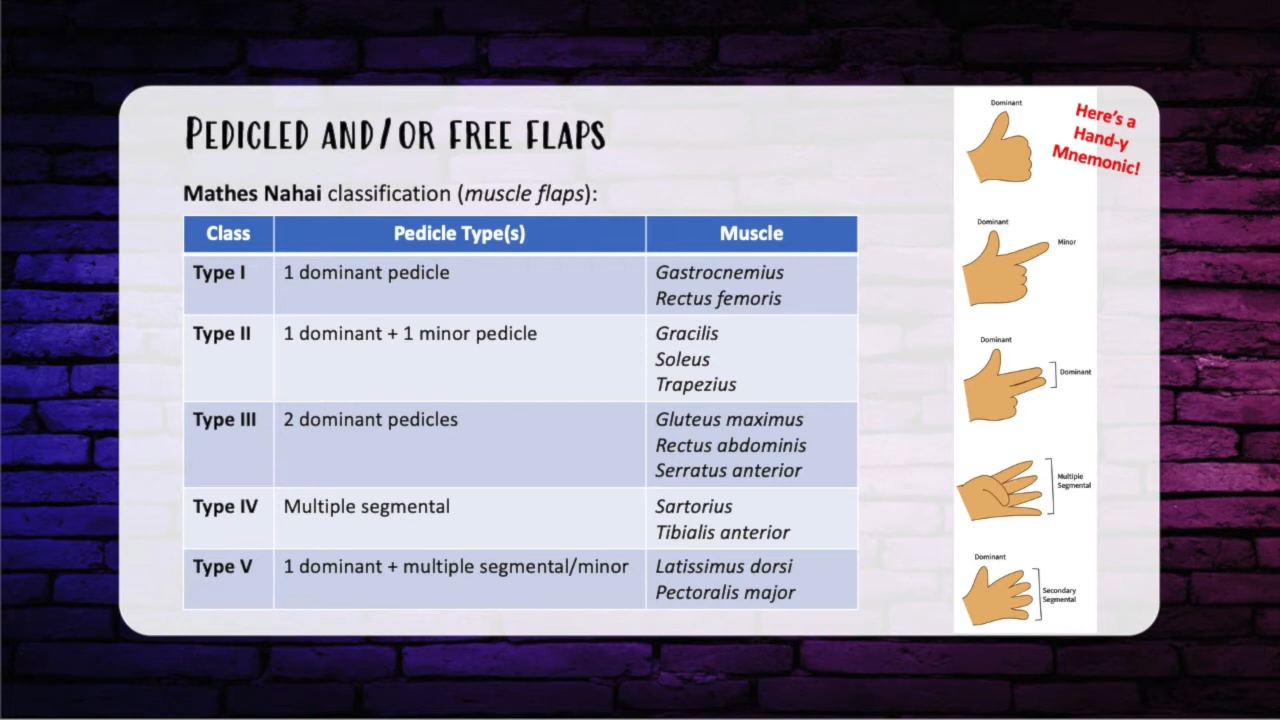 PEDICLED AND/OR FREE FLAPS
Mathes Nahai classification (muscle flaps):
Class Pedicle Type(s) Muscle
Type I 1 dominant pedicle Gastrocnemius
Rectus femoris
Type II 1 dominant + 1 minor pedicle Gracilis
Soleus
Trapezius
Type III 2 dominant pedicles Gluteus maximus
Rectus abdominis
Serratus anterior
Type IV Multiple segmental Sartorius
Tibialis anterior
Type V 1 dominant + multiple segmental/minor Latissimus dorsi
Pectoralis major
Here's a
Hand-y
Mnemonic!
Dominant
Dominant
Minor
Dominant
Dominant
Multiple
Segmental
Dominant
Secondary
Segmental